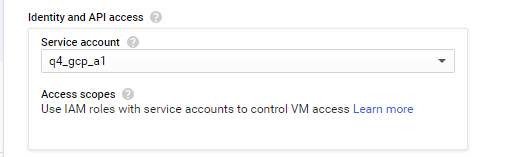 Identity and API access ?
Service account ?
q4_gcp_a1
Access scopes ?
Use IAM roles with service accounts to control VM access Learn more